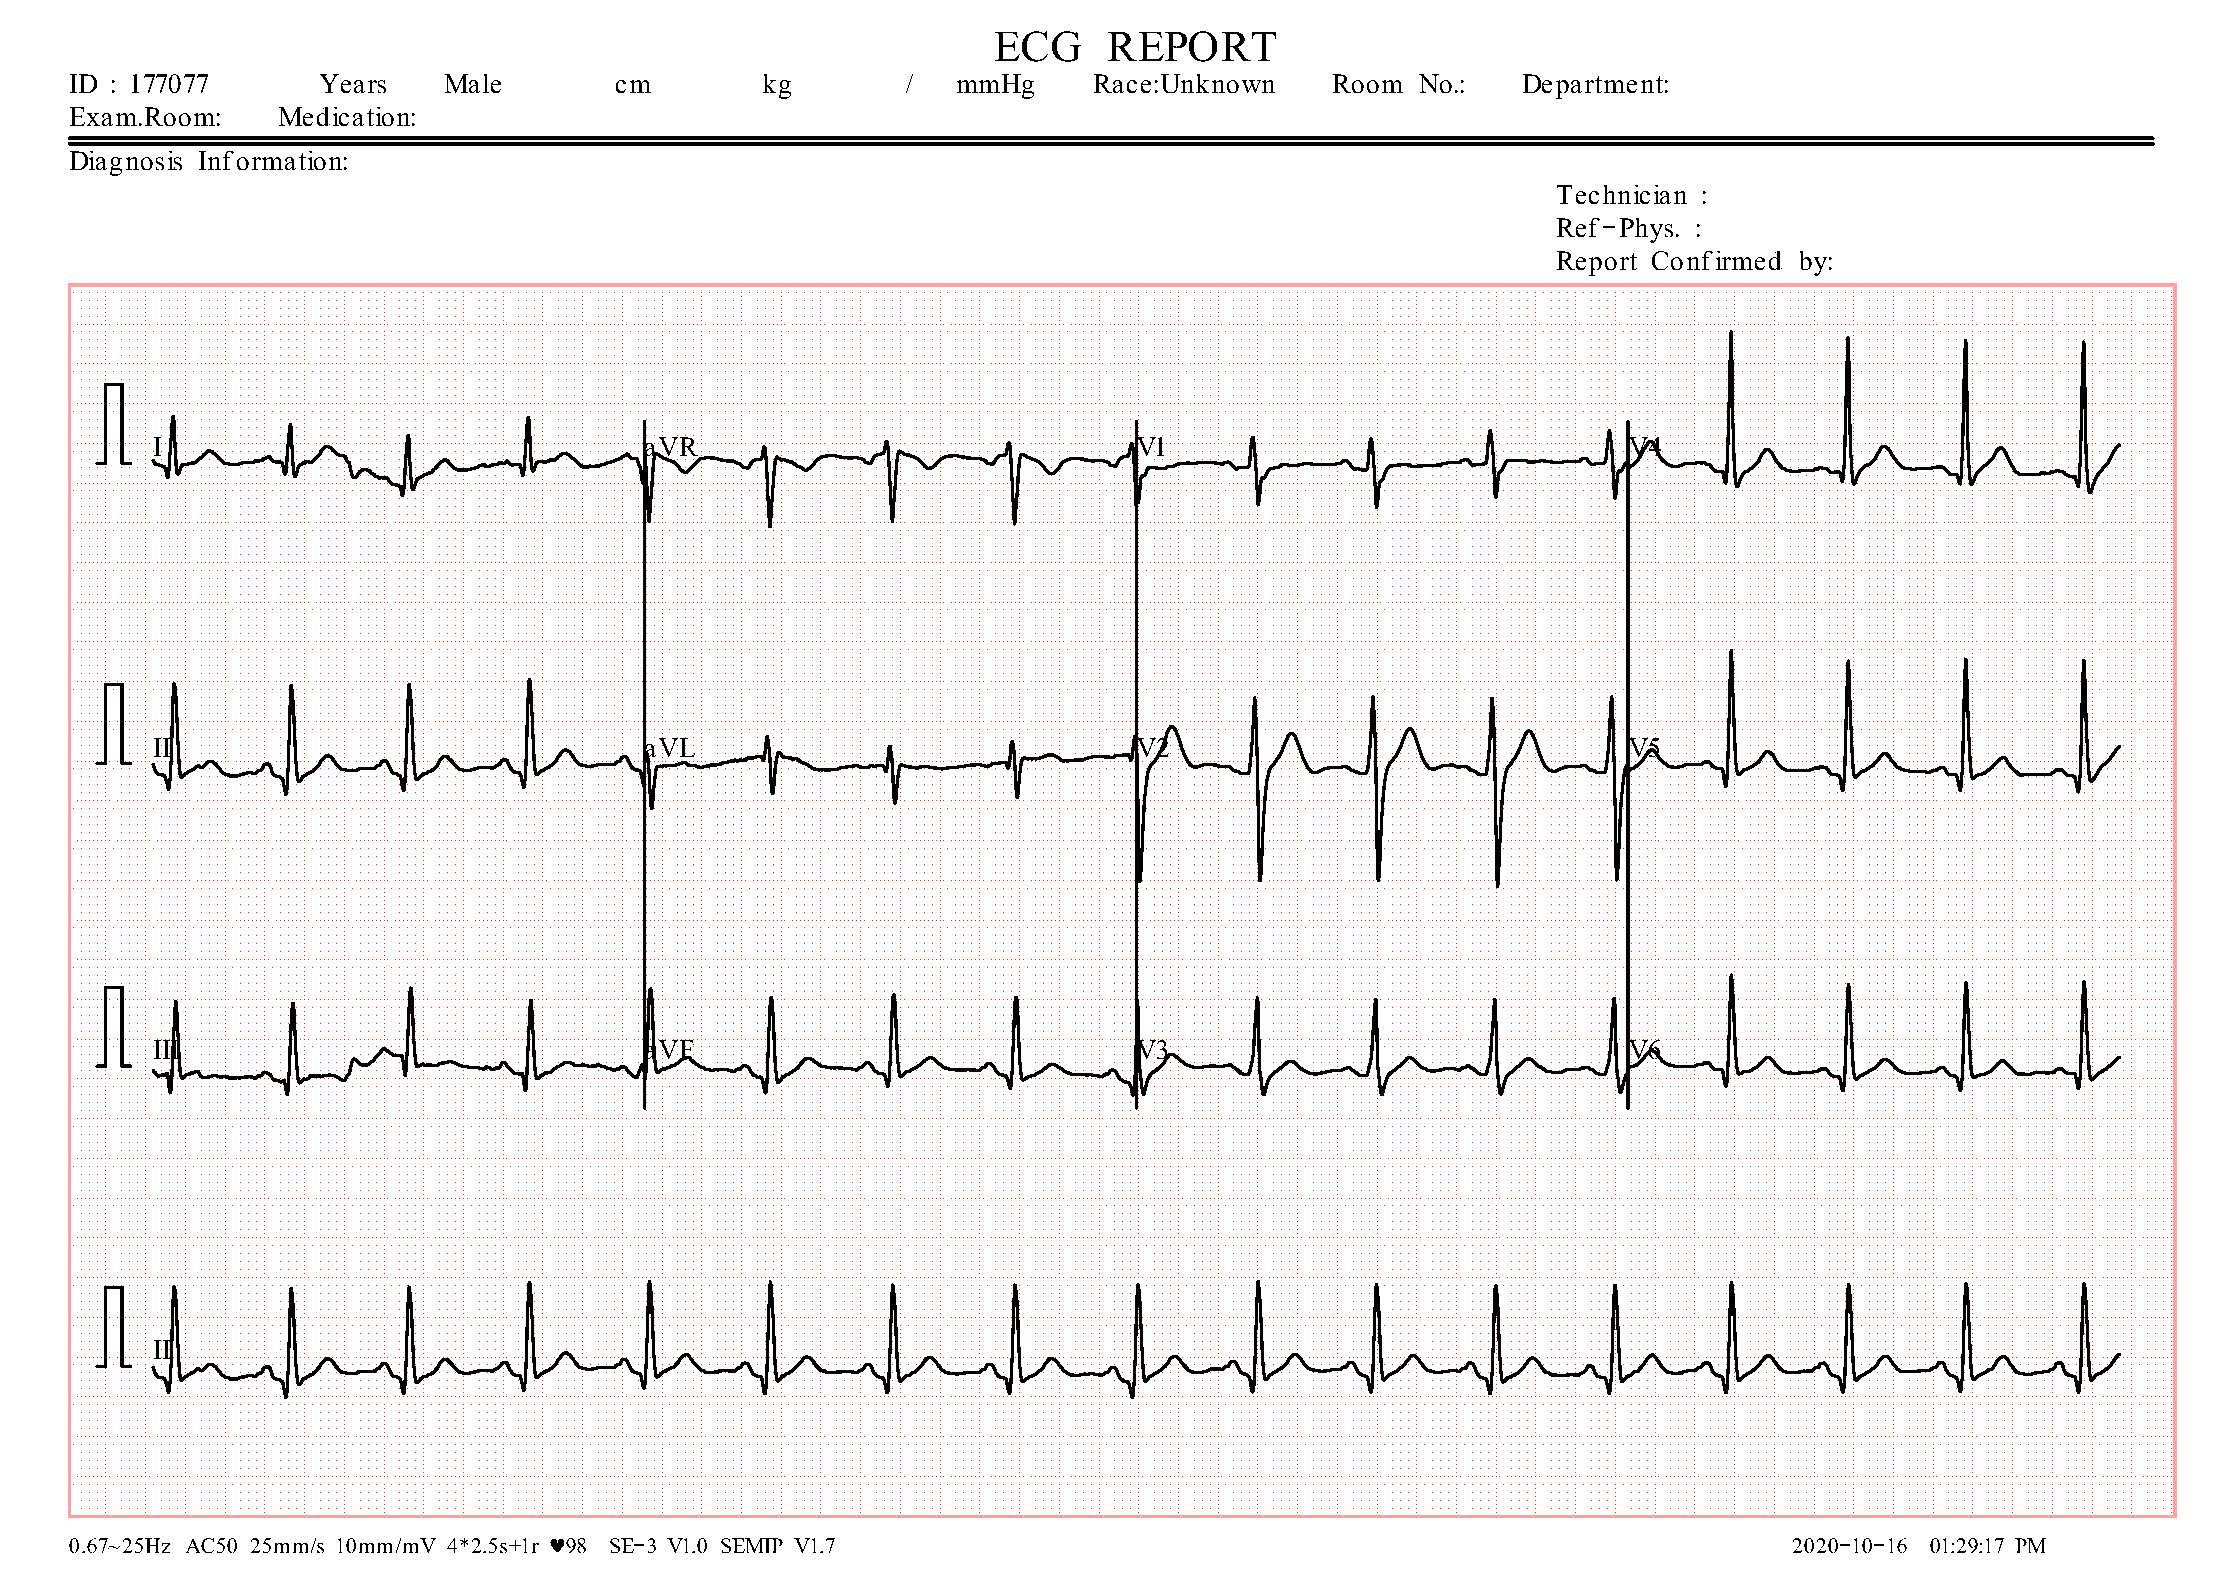 ECG REPORT
ID : 177077 Years Male cm kg / mmHg Race:Unknown Room No.: Department:
Exam.Room: Medication:
Diagnosis Information:
Technician :
Ref-Phys. :
Report Confirmed by:
I aVR V1 V4
II aVL V2 V5
III aVF V3 V6
II
0.67~25Hz AC50 25mm/s 10mm/mV 4*2.5s+1r ♥98 SE-3 V1.0 SEMIP V1.7 2020-10-16 01:29:17 PM